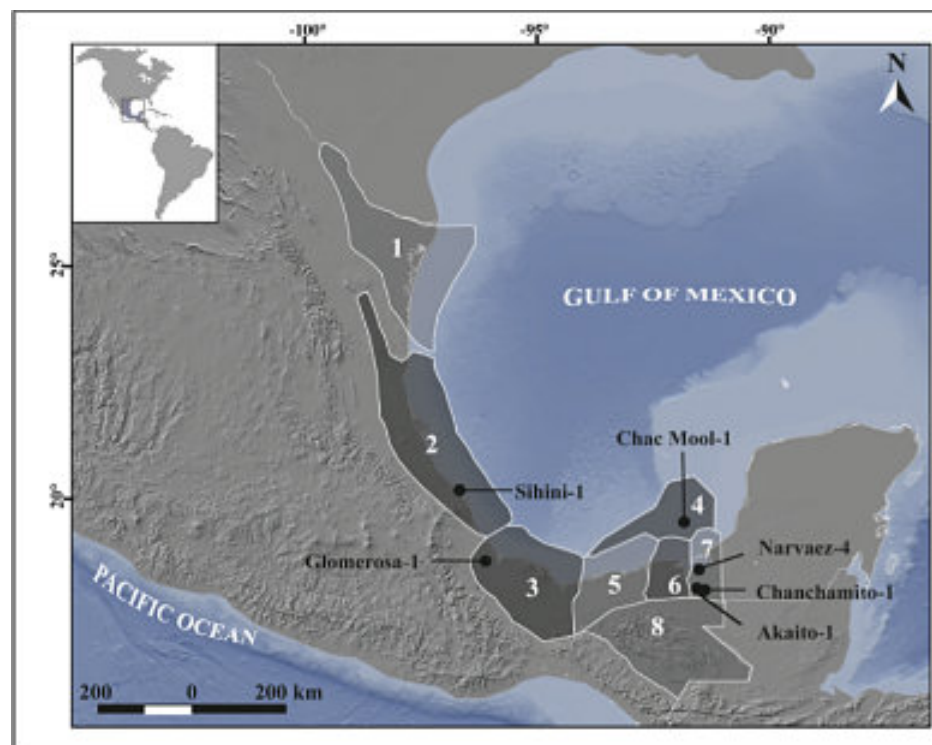 -100°
-95°
-90°
N
25°
1
GULF OF MEXICO
2
Chac Mool-1
Sihini-1
4
20°
7
Narvaez-4
Glomerosa-1
3
5
6
Chanchamito-1
PACIFIC OCEAN
8
Akaito-1
200 0 200 km